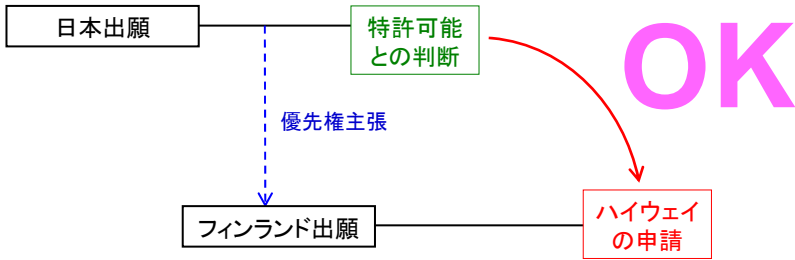 日本出願
特許可能
との判断
OK
優先権主張
フィンランド出願
ハイウェイ
の申請